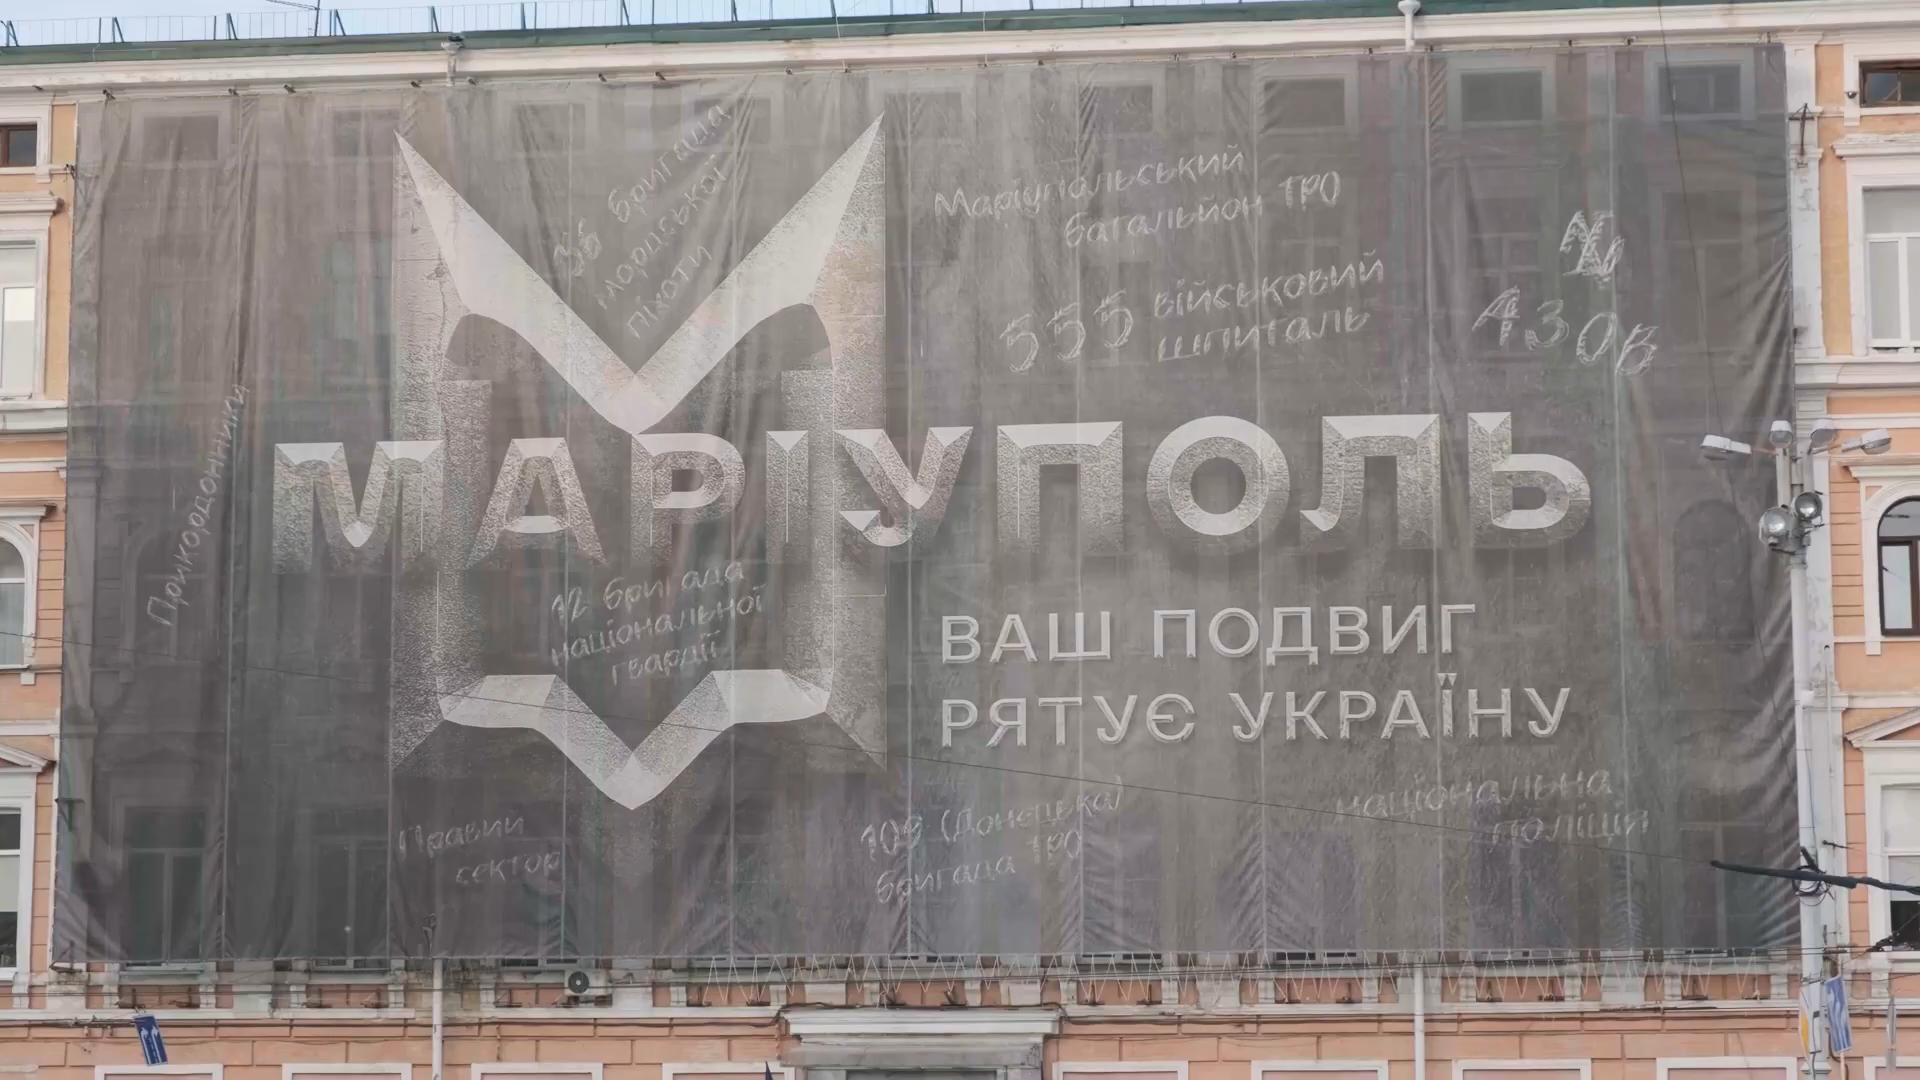 36 бригада
морської
піхоти
Маріупольський
батальйон ТРО
555 військовий
шпиталь
АЗОВ
Прикордонники
МАРІУПОЛЬ
12 бригада
національної
гвардії
ВАШ ПОДВИГ
РЯТУЄ УКРАЇНУ
Правий
сектор
109 (Донецька)
бригада ТРО
національна
поліція